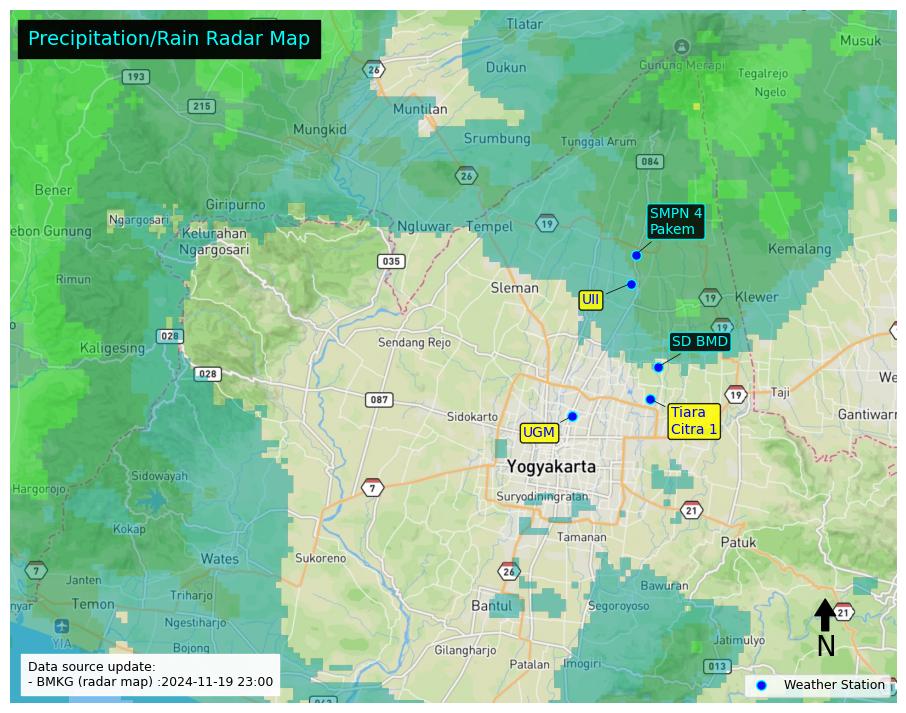 Precipitation/Rain Radar Map
Tlatar
Musuk
26
Dukun
Gunung Merapi
Tegalrejo
193
Ngelo
215
Muntilan
Mungkid
Srumbung
Tunggal Arum
084
26
Bener
Giripurno
Ngargosari
SMPN 4
Pakem
Ngluwar
Tempel
19
ebon Gunung
Kelurahan
Ngargosari
Kemalang
035
Rimun
Sleman
UII
19
Klewer
19
028
Kaligesing
Sendang Rejo
SD BMD
028
We
087
19
Taji
Sidokarto
Tiara
Citra 1
Gantiwarn
UGM
Yogyakarta
Sidowayah
Hargorojo
7
Suryodiningratan
21
Kokap
Tamanan
Patuk
Wates
Sukoreno
7
26
Janten
Bawuran
Triharjo
nyar
Temon
Bantul
Segoroyoso
21
Ngestiharjo
YIA
N
Bojong
Gilangharjo
Jatimulyo
Patalan
Imogiri
013
Data source update:
- BMKG (radar map) :2024-11-19 23:00
Weather Station